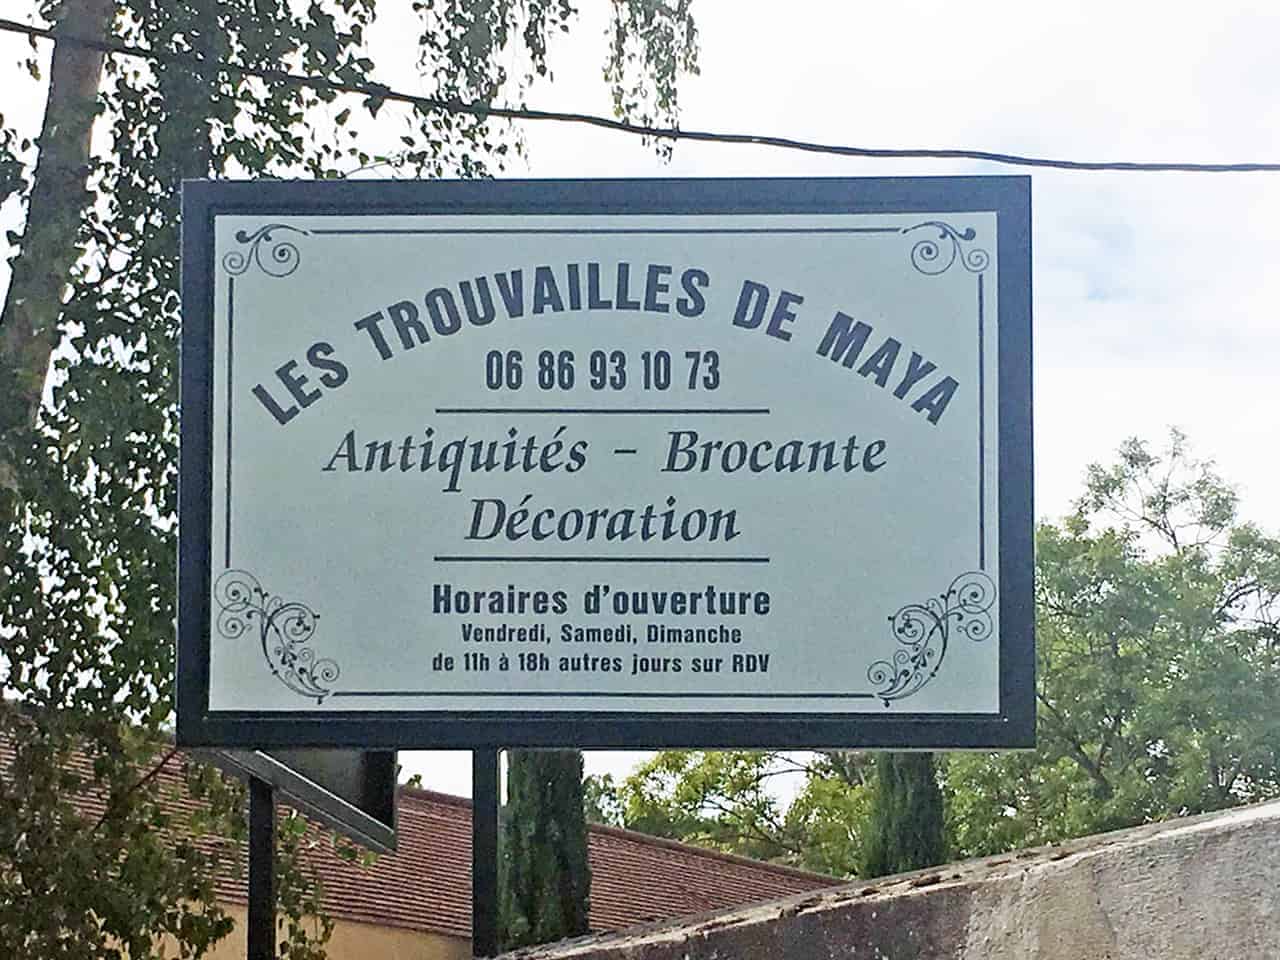 LES TROUVAILLES DE MAYA
06 86 93 10 73
Antiquités - Brocante
Décoration
Horaires d'ouverture
Vendredi, Samedi, Dimanche
de 11h à 18h autres jours sur RDV